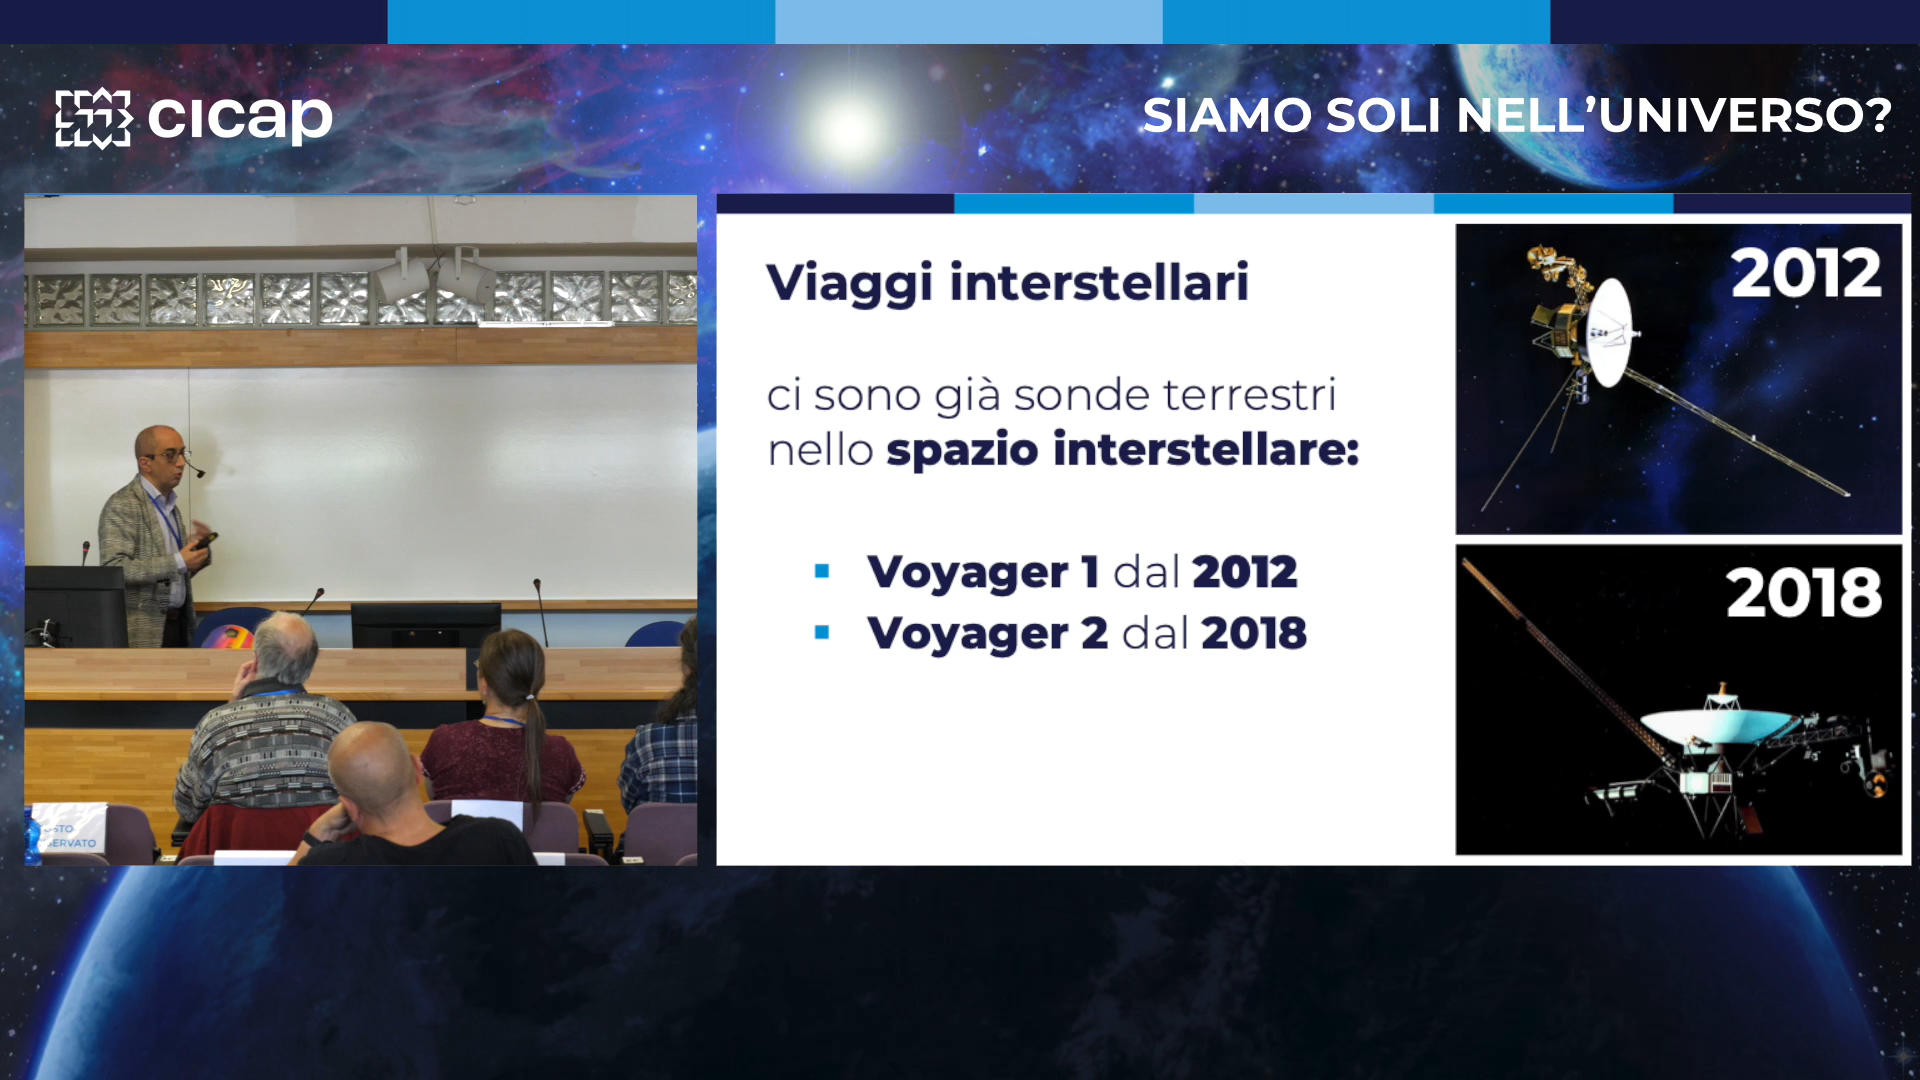 cicap
SIAMO SOLI NELL’UNIVERSO?
Viaggi interstellari
ci sono già sonde terrestri
nello spazio interstellare:
▪ Voyager 1 dal 2012
▪ Voyager 2 dal 2018
2012
2018